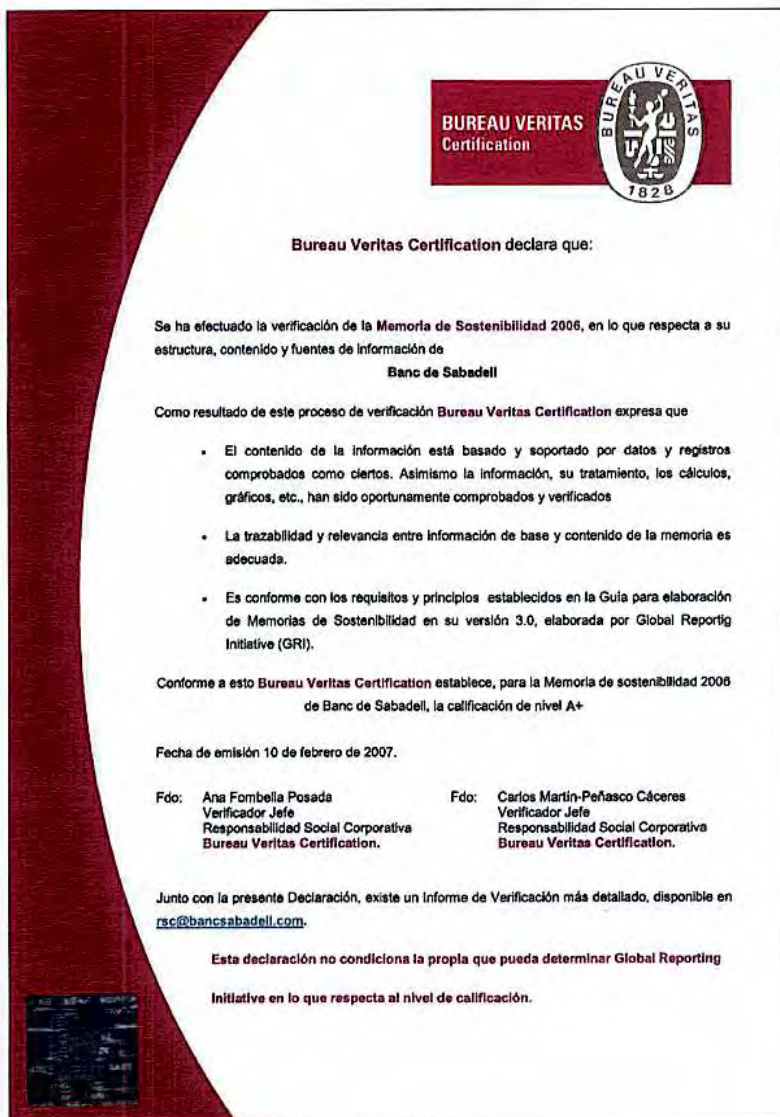 BUREAU VERITAS
Certification
BUREAU VERITAS
1828
Bureau Veritas Certification declara que:
Se ha efectuado la verificación de la Memoria de Sostenibilidad 2006, en lo que respecta a su
estructura, contenido y fuentes de información de
Banc de Sabadell
Como resultado de este proceso de verificación Bureau Veritas Certification expresa que
• El contenido de la información está basado y soportado por datos y registros
comprobados como ciertos. Asimismo la información, su tratamiento, los cálculos,
gráficos, etc., han sido oportunamente comprobados y verificados
• La trazabilidad y relevancia entre información de base y contenido de la memoria es
adecuada.
• Es conforme con los requisitos y principios establecidos en la Guía para elaboración
de Memorias de Sostenibilidad en su versión 3.0, elaborada por Global Reportig
Initiative (GRI).
Conforme a esto Bureau Veritas Certification establece, para la Memoria de sostenibilidad 2006
de Banc de Sabadell, la calificación de nivel A+
Fecha de emisión 10 de febrero de 2007.
Fdo: Ana Fombella Posada
Verificador Jefe
Responsabilidad Social Corporativa
Bureau Veritas Certification.
Fdo: Carlos Martin-Peñasco Cáceres
Verificador Jefe
Responsabilidad Social Corporativa
Bureau Veritas Certification.
Junto con la presente Declaración, existe un Informe de Verificación más detallado, disponible en
rsc@bancsabadell.com.
Esta declaración no condiciona la propia que pueda determinar Global Reporting
Initiative en lo que respecta al nivel de calificación.